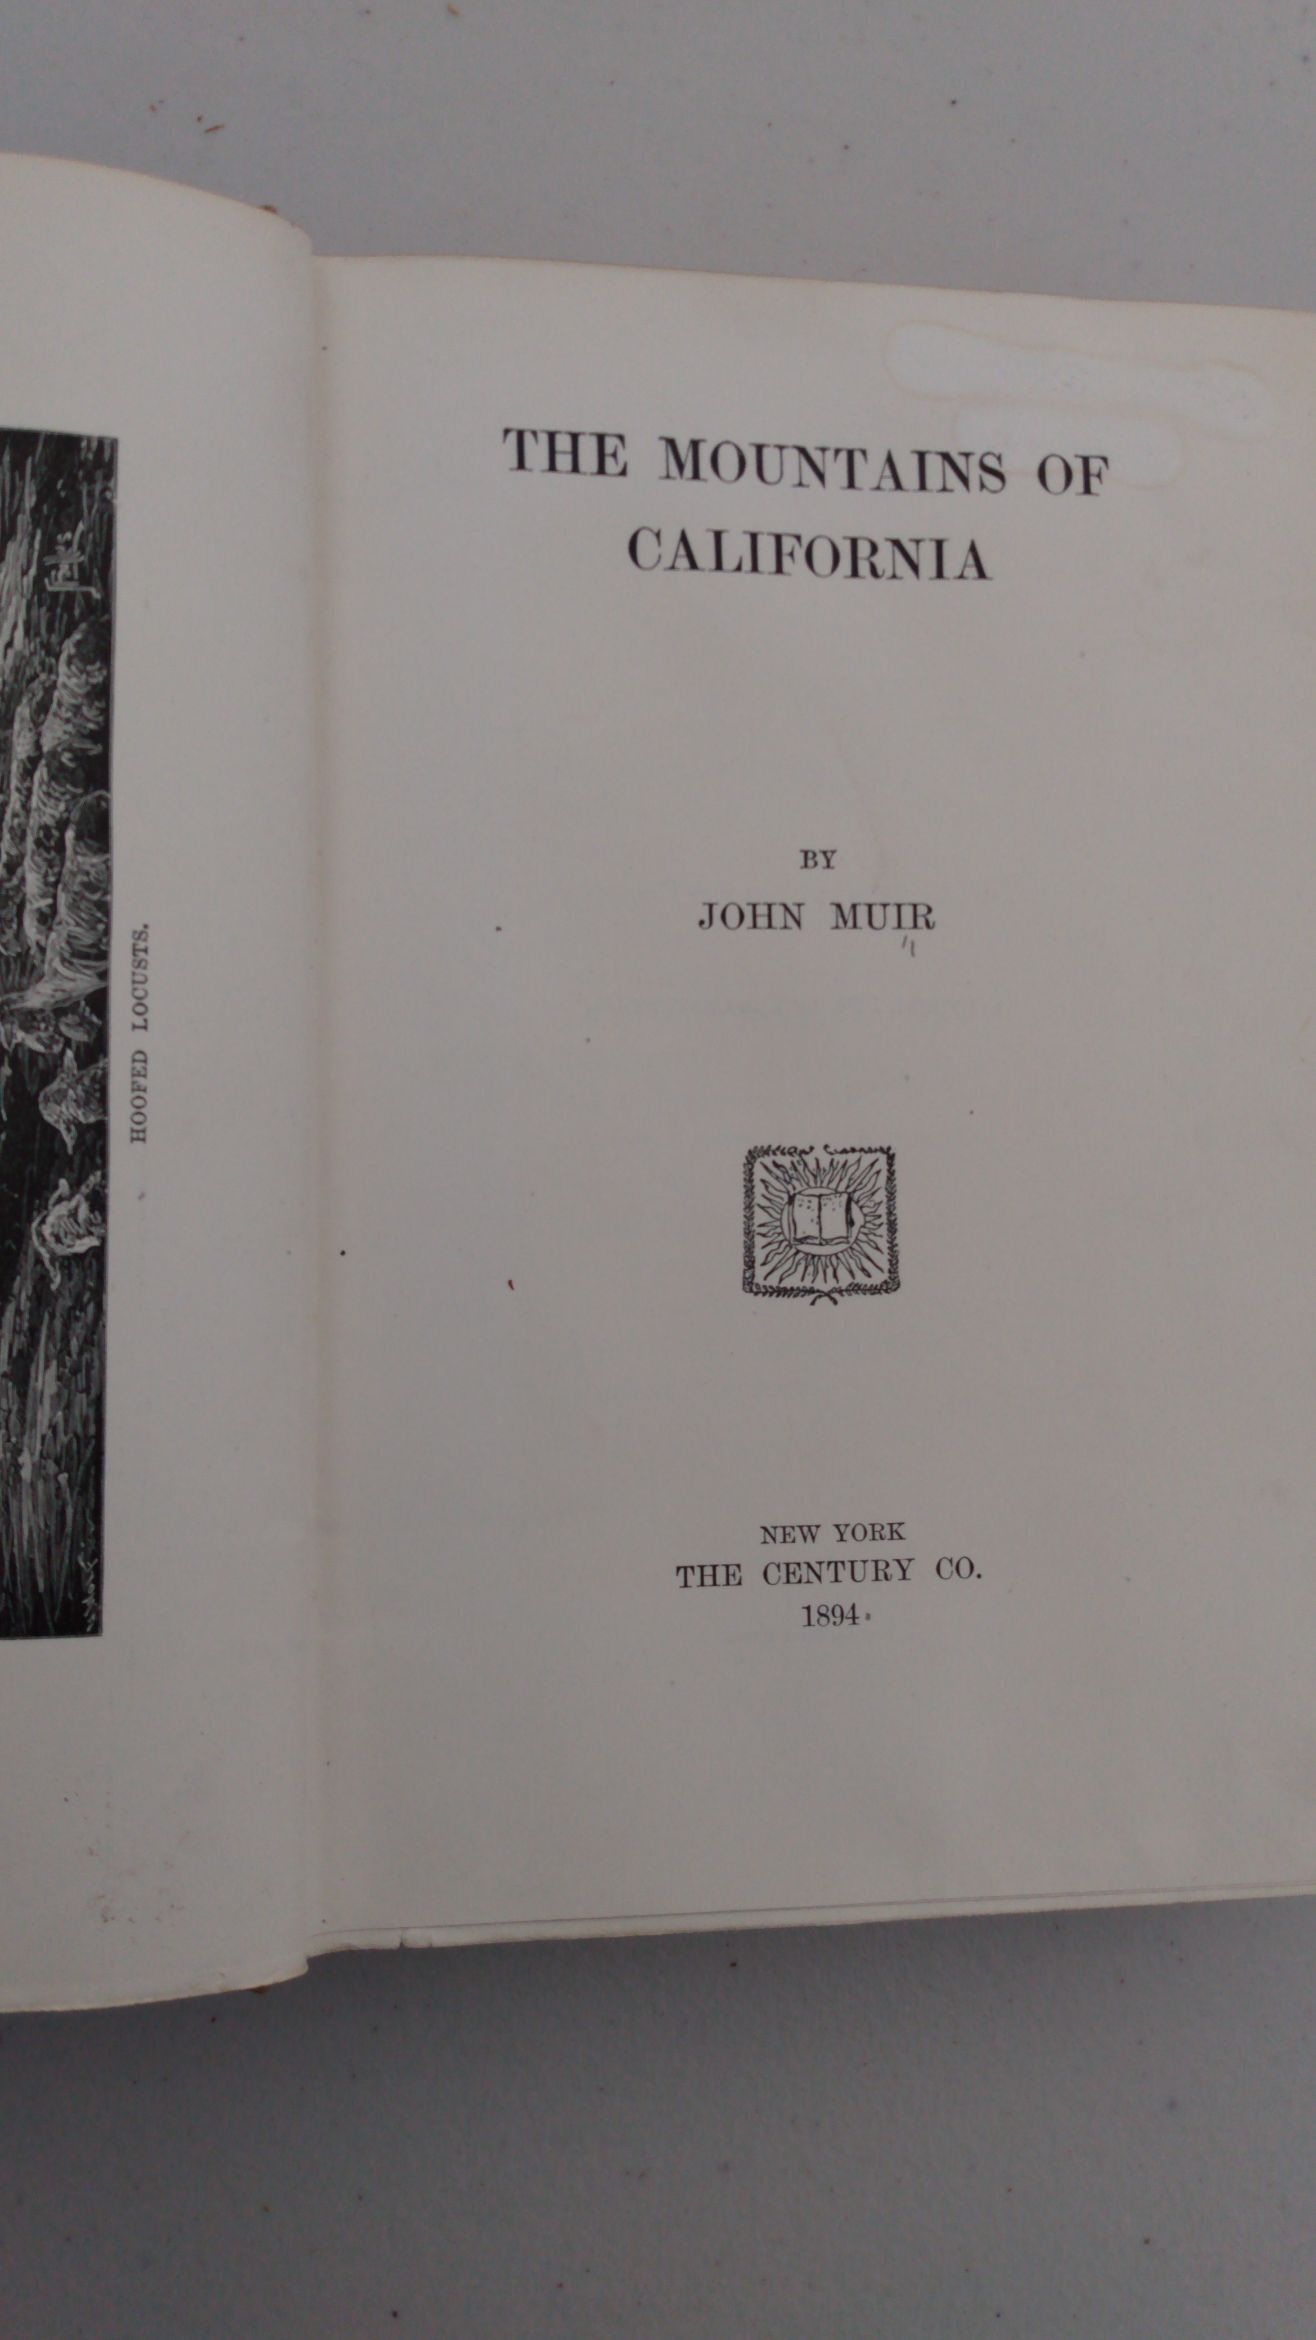 HOOFED LOCUSTS.
THE MOUNTAINS OF
CALIFORNIA
BY
JOHN MUIR
NEW YORK
THE CENTURY CO.
1894